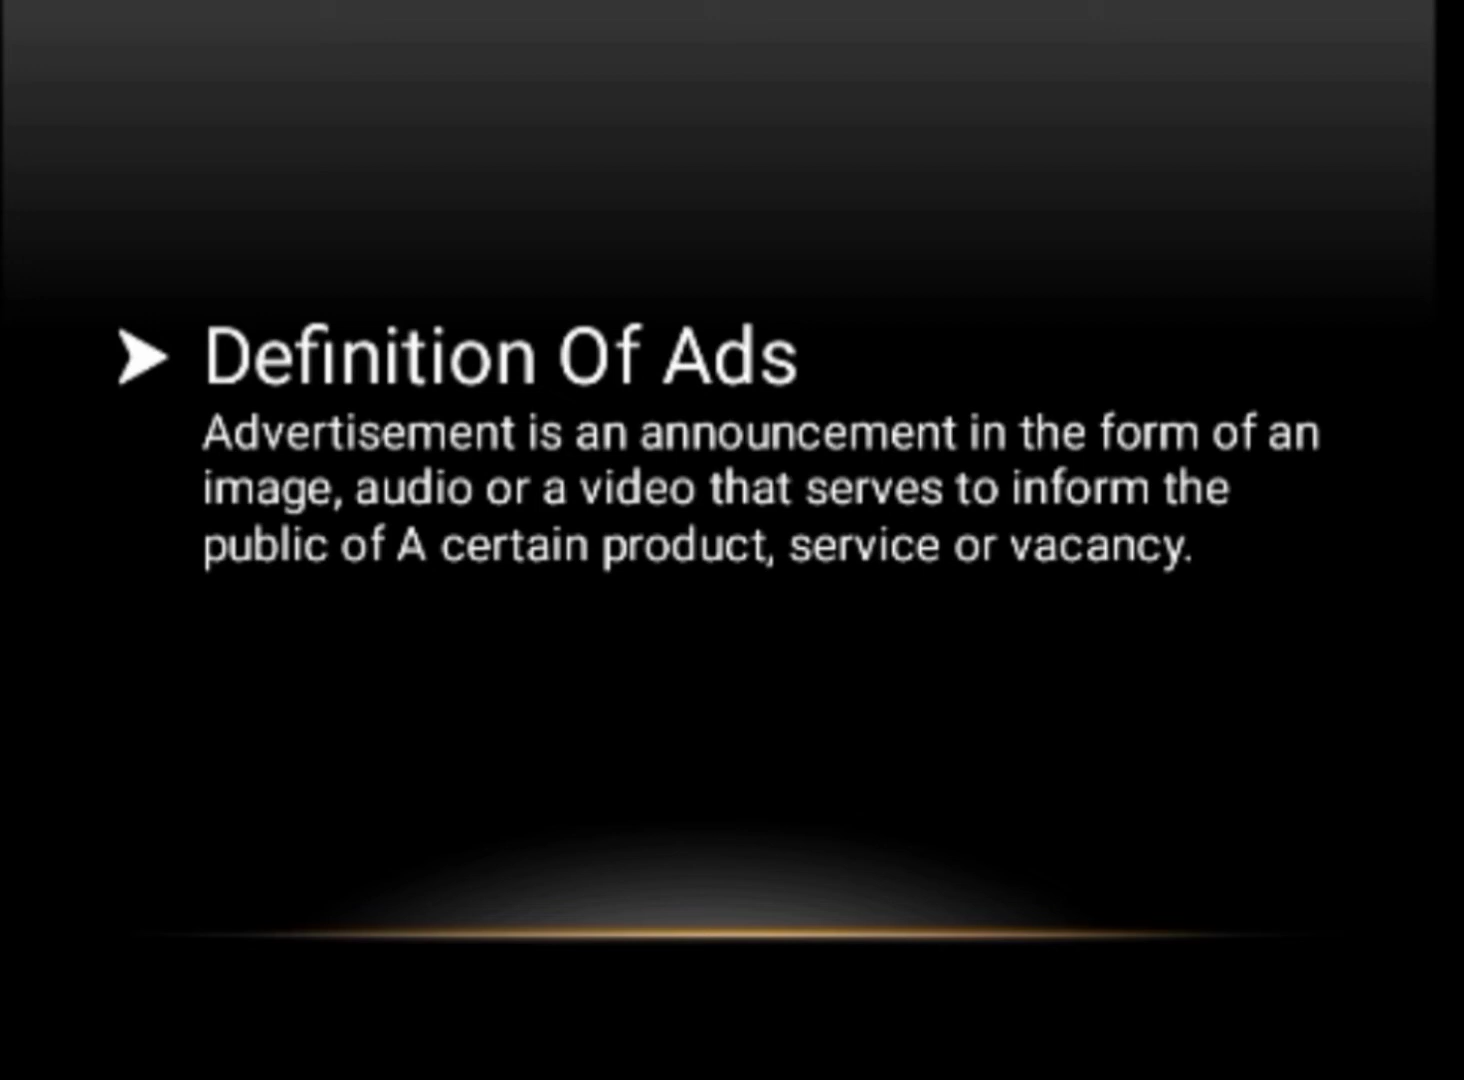 Definition Of Ads
Advertisement is an announcement in the form of an
image, audio or a video that serves to inform the
public of A certain product, service or vacancy.